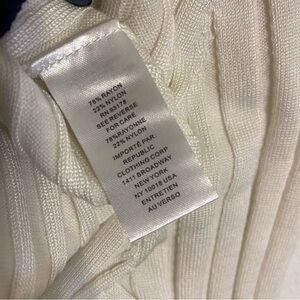 78% RAYON
22% NYLON
RN 93178
SEE REVERSE
FOR CARE
78%RAYONNE
22% NYLON
IMPORTÉ PAR:
REPUBLIC
CLOTHING CORP
1411 BROADWAY
NEW YORK
NY 10018 USA
ENTRETIEN
AU VERSO